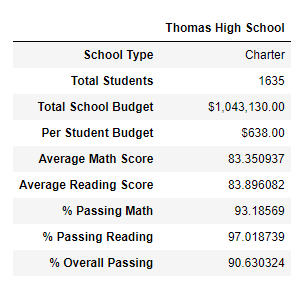 Thomas High School
School Type Charter
Total Students 1635
Total School Budget $1,043,130.00
Per Student Budget $638.00
Average Math Score 83.350937
Average Reading Score 83.896082
% Passing Math 93.18569
% Passing Reading 97.018739
% Overall Passing 90.630324